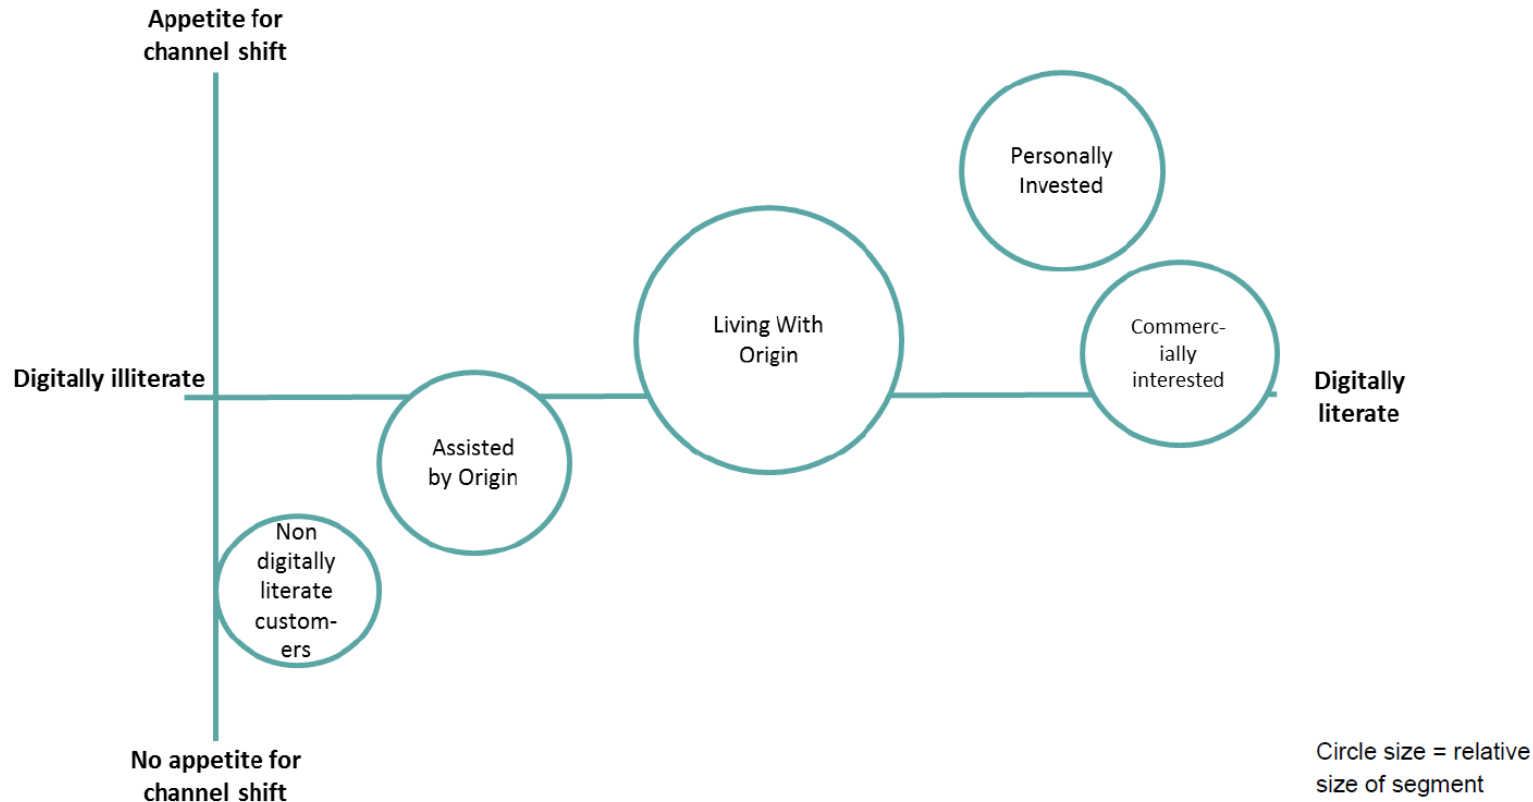 Appetite for
channel shift
Personally
Invested
Living With
Origin
Commerc-
ially
interested
Digitally illiterate
Digitally
literate
Assisted
by Origin
Non
digitally
literate
custom-
ers
No appetite for
channel shift
Circle size = relative
size of segment